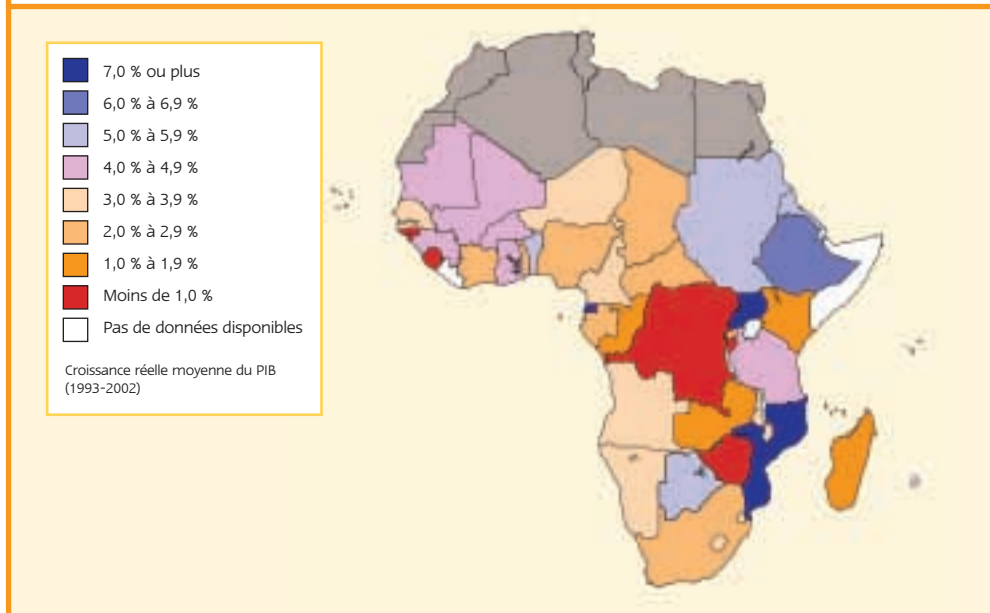 7,0 % ou plus
6,0 % à 6,9 %
5,0 % à 5,9 %
4,0 % à 4,9 %
3,0 % à 3,9 %
2,0 % à 2,9 %
1,0 % à 1,9 %
Moins de 1,0 %
Pas de données disponibles
Croissance réelle moyenne du PIB
(1993-2002)